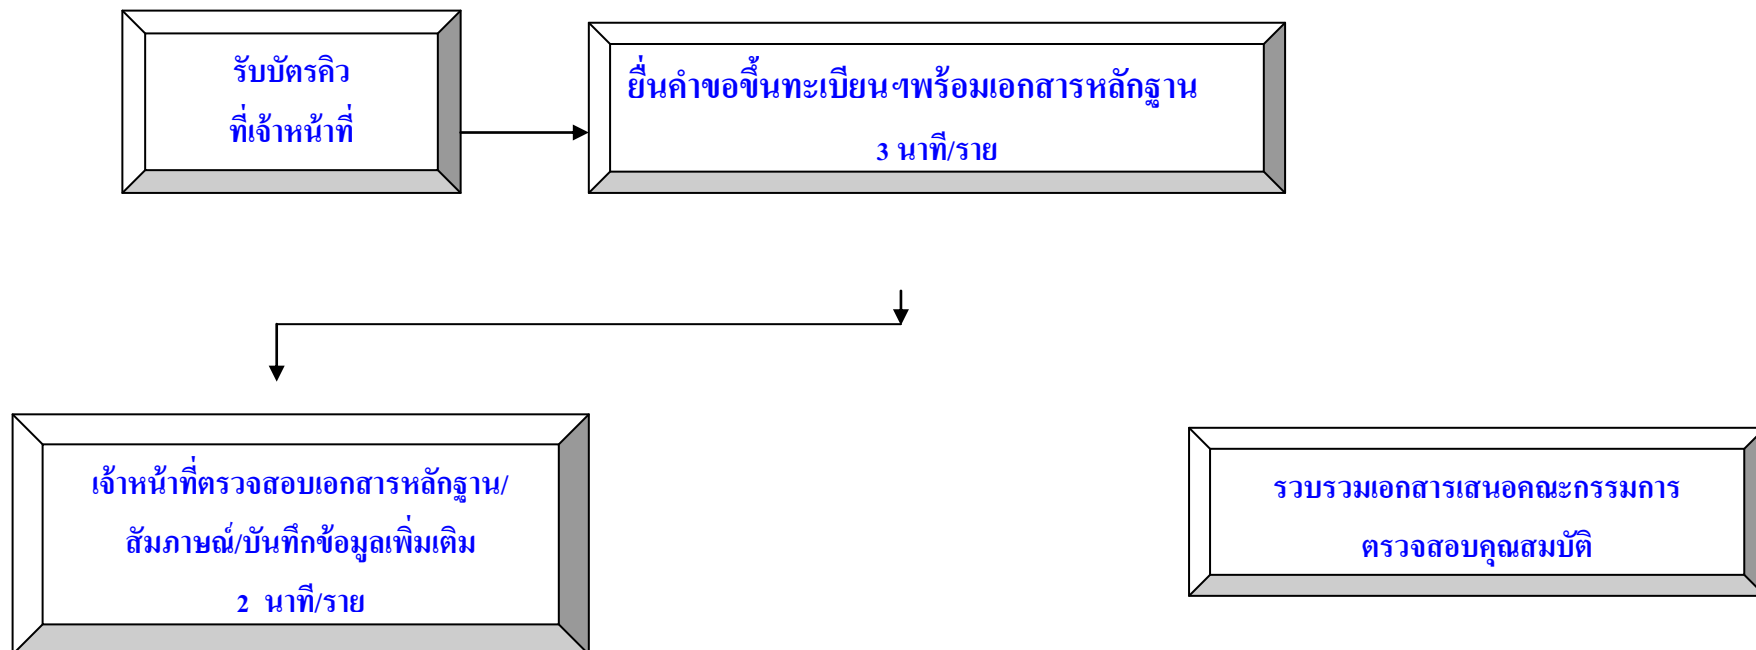 รับบัตรคิว
ที่เจ้าหน้าที่
ยื่นคำขอขึ้นทะเบียนฯพร้อมเอกสารหลักฐาน
3 นาที/ราย
เจ้าหน้าที่ตรวจสอบเอกสารหลักฐาน/
สัมภาษณ์/บันทึกข้อมูลเพิ่มเติม
2 นาที/ราย
รวบรวมเอกสารเสนอคณะกรรมการ
ตรวจสอบคุณสมบัติ